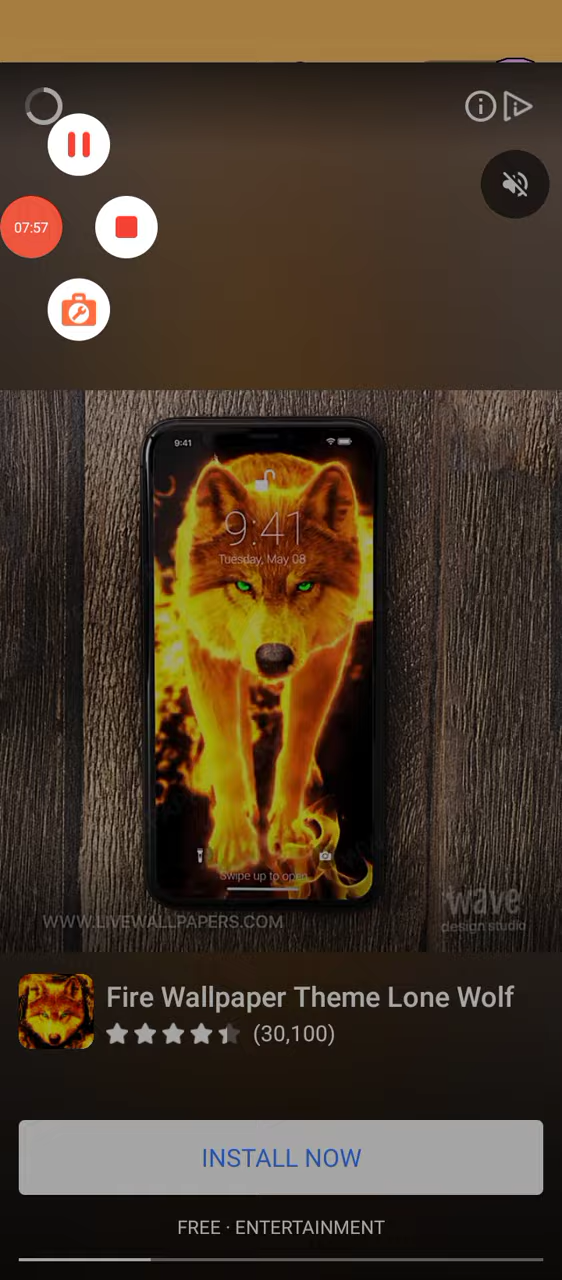 07:57
9:41
9:41
Tuesday, May 08
Swipe up to open
WWW.LIVEWALLPAPERS.COM
wave
design studio
Fire Wallpaper Theme Lone Wolf
(30,100)
INSTALL NOW
FREE · ENTERTAINMENT